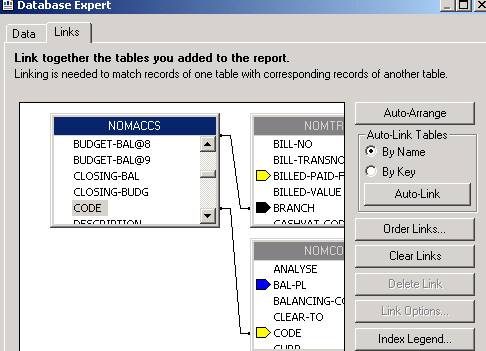 Database Expert
Data
Links
Link together the tables you added to the report.
Linking is needed to match records of one table with corresponding records of another table.
NOMACCS
BUDGET-BAL@8
BUDGET-BAL@9
CLOSING-BAL
CLOSING-BUDG
CODE
DESCRIPTION
NOMTR
BILL-NO
BILL-TRANSNO
BILLED-PAID-F
BILLED-VALUE
BRANCH
CASHVAT-COD
NOMCO
ANALYSE
BAL-PL
BALANCING-CO
CLEAR-TO
CODE
CURR
Auto-Arrange
Auto-Link Tables
By Name
By Key
Auto-Link
Order Links...
Clear Links
Delete Link
Link Options...
Index Legend...